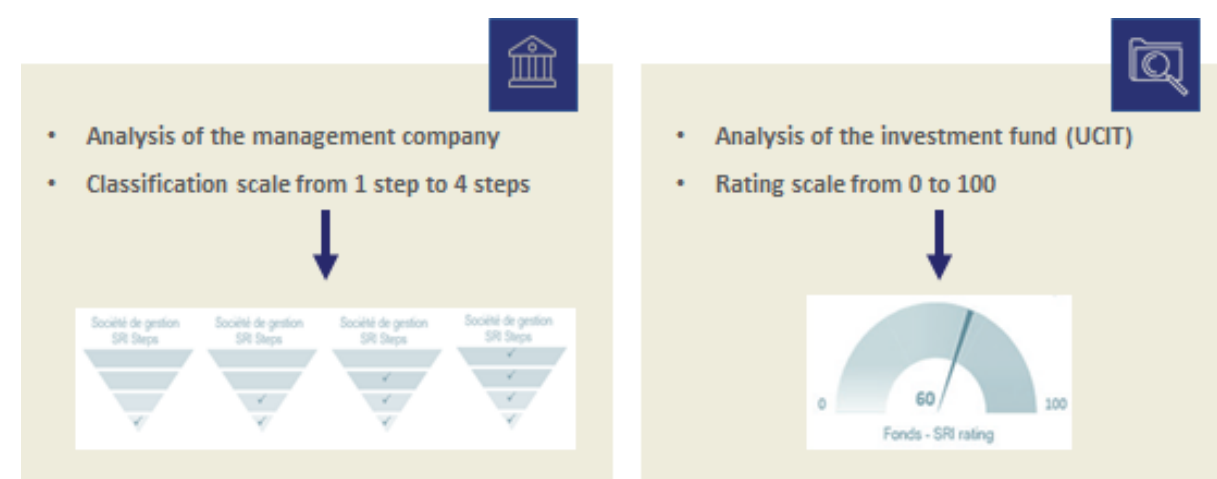 • Analysis of the management company
• Classification scale from 1 step to 4 steps
Société de gestion
SRI Steps
Société de gestion
SRI Steps
Société de gestion
SRI Steps
Société de gestion
SRI Steps
• Analysis of the investment fund (UCIT)
• Rating scale from 0 to 100
0
60
100
Fonds - SRI rating